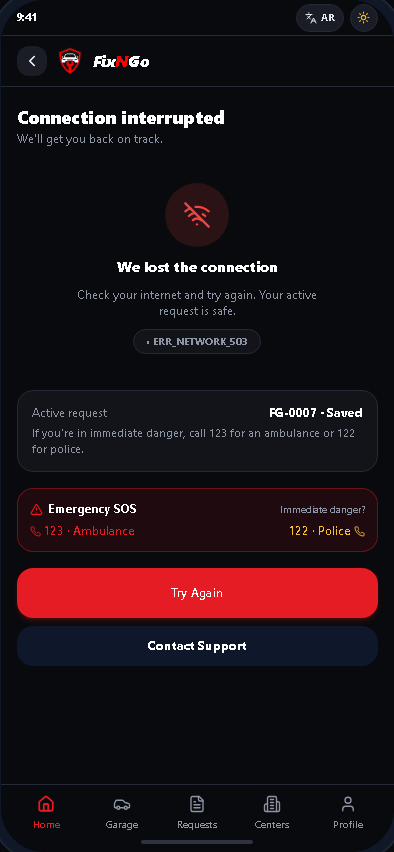 9:41
AR
FixNGo
Connection interrupted
We'll get you back on track.
We lost the connection
Check your internet and try again. Your active
request is safe.
• ERR_NETWORK_503
Active request
FG-0007 • Saved
If you're in immediate danger, call 123 for an ambulance or 122
for police.
Emergency SOS
Immediate danger?
123 · Ambulance
122 · Police
Try Again
Contact Support
Home
Garage
Requests
Centers
Profile